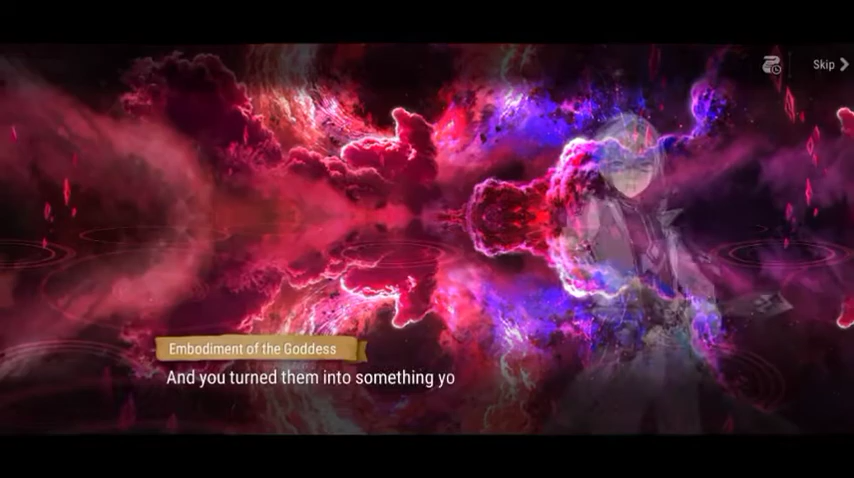 Skip
Embodiment of the Goddess
And you turned them into something yo